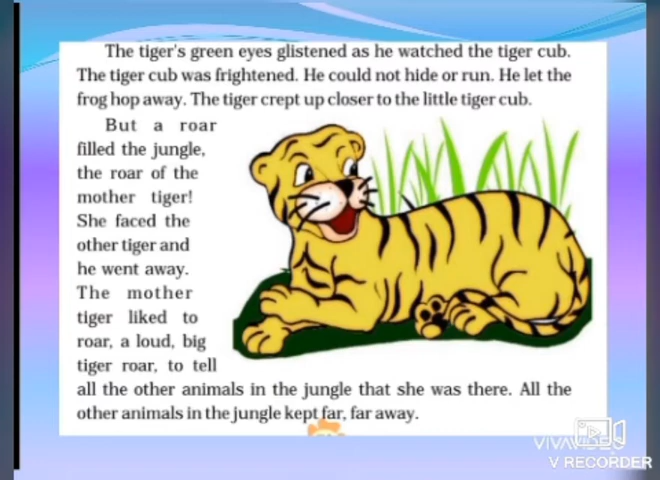 The tiger's green eyes glistened as he watched the tiger cub.
The tiger cub was frightened. He could not hide or run. He let the
frog hop away. The tiger crept up closer to the little tiger cub.
But a roar
filled the jungle,
the roar of the
mother tiger!
She faced the
other tiger and
he went away.
The mother
tiger liked to
roar, a loud, big
tiger roar, to tell
all the other animals in the jungle that she was there. All the
other animals in the jungle kept far, far away.
VIVAVIDEO
V RECORDER